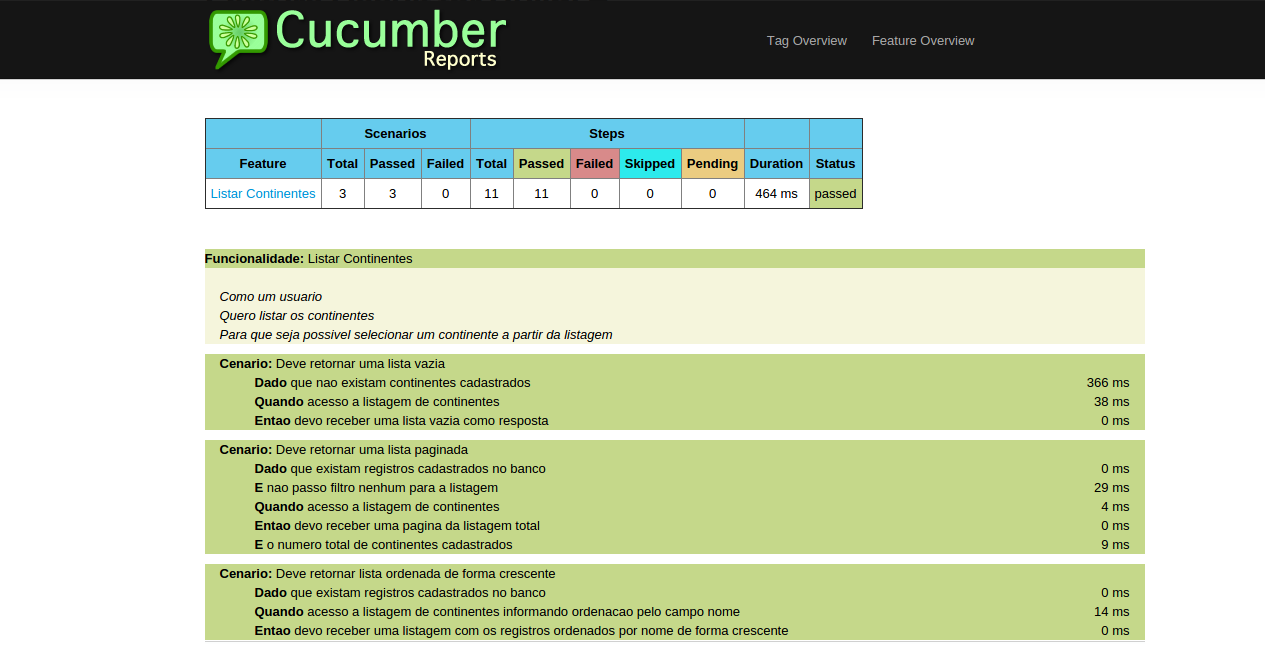 Cucumber
Reports
Tag Overview Feature Overview
Scenarios Steps
Feature Total Passed Failed Total Passed Failed Skipped Pending Duration Status
Listar Continentes 3 3 0 11 11 0 0 0 464 ms passed
Funcionalidade: Listar Continentes
Como um usuario
Quero listar os continentes
Para que seja possivel selecionar um continente a partir da listagem
Cenario: Deve retornar uma lista vazia
Dado que nao existam continentes cadastrados 366 ms
Quando acesso a listagem de continentes 38 ms
Entao devo receber uma lista vazia como resposta 0 ms
Cenario: Deve retornar uma lista paginada
Dado que existam registros cadastrados no banco 0 ms
E nao passo filtro nenhum para a listagem 29 ms
Quando acesso a listagem de continentes 4 ms
Entao devo receber uma pagina da listagem total 0 ms
E o numero total de continentes cadastrados 9 ms
Cenario: Deve retornar lista ordenada de forma crescente
Dado que existam registros cadastrados no banco 0 ms
Quando acesso a listagem de continentes informando ordenacao pelo campo nome 14 ms
Entao devo receber uma listagem com os registros ordenados por nome de forma crescente 0 ms